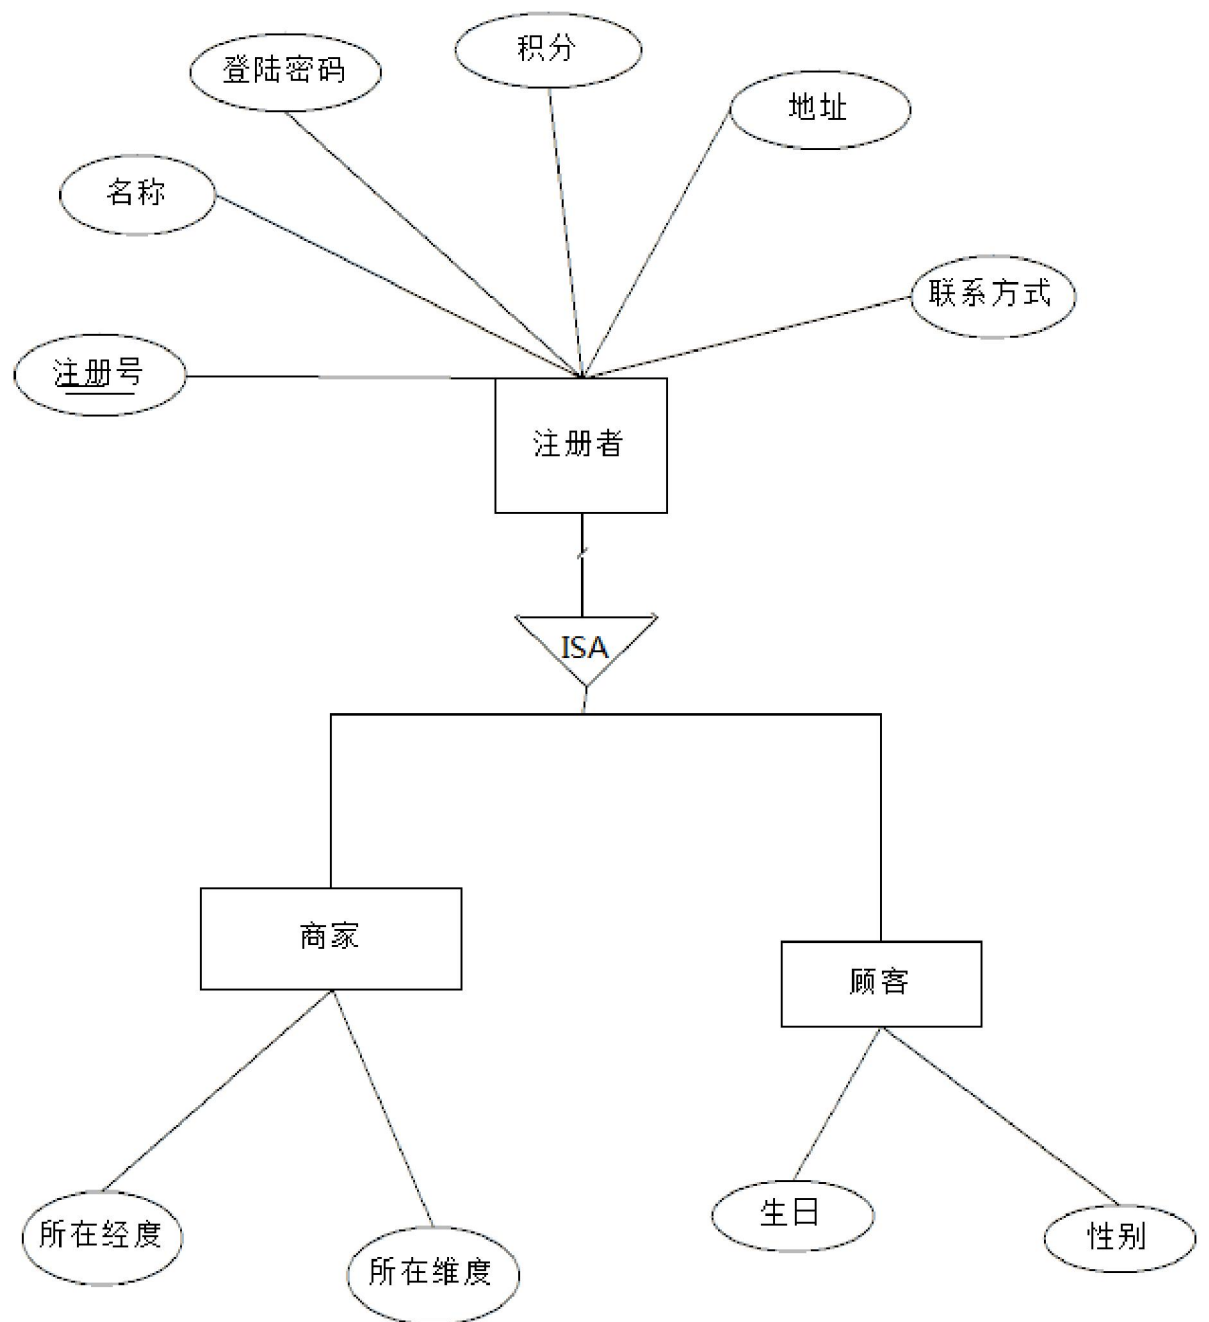 积分
登陆密码
地址
名称
联系方式
注册号
注册者
ISA
商家
顾客
生日
所在经度
性别
所在维度